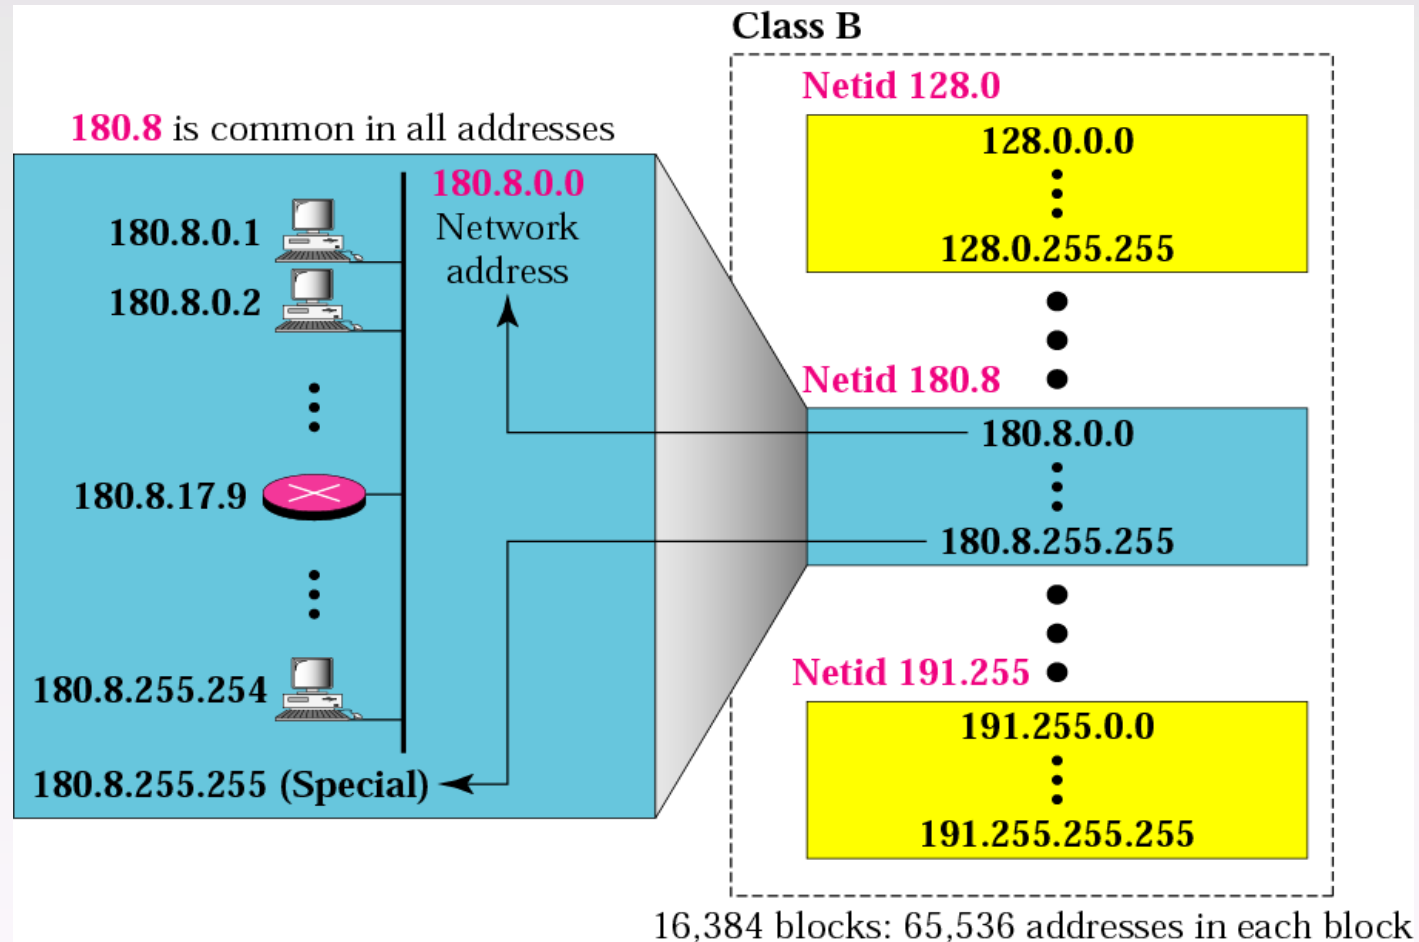 Class B
Netid 128.0
180.8 is common in all addresses
128.0.0.0
128.0.255.255
180.8.0.0
Network
address
180.8.0.1
180.8.0.2
180.8.17.9
180.8.255.254
180.8.255.255 (Special)
Netid 180.8
180.8.0.0
180.8.255.255
Netid 191.255
191.255.0.0
191.255.255.255
16,384 blocks: 65,536 addresses in each block